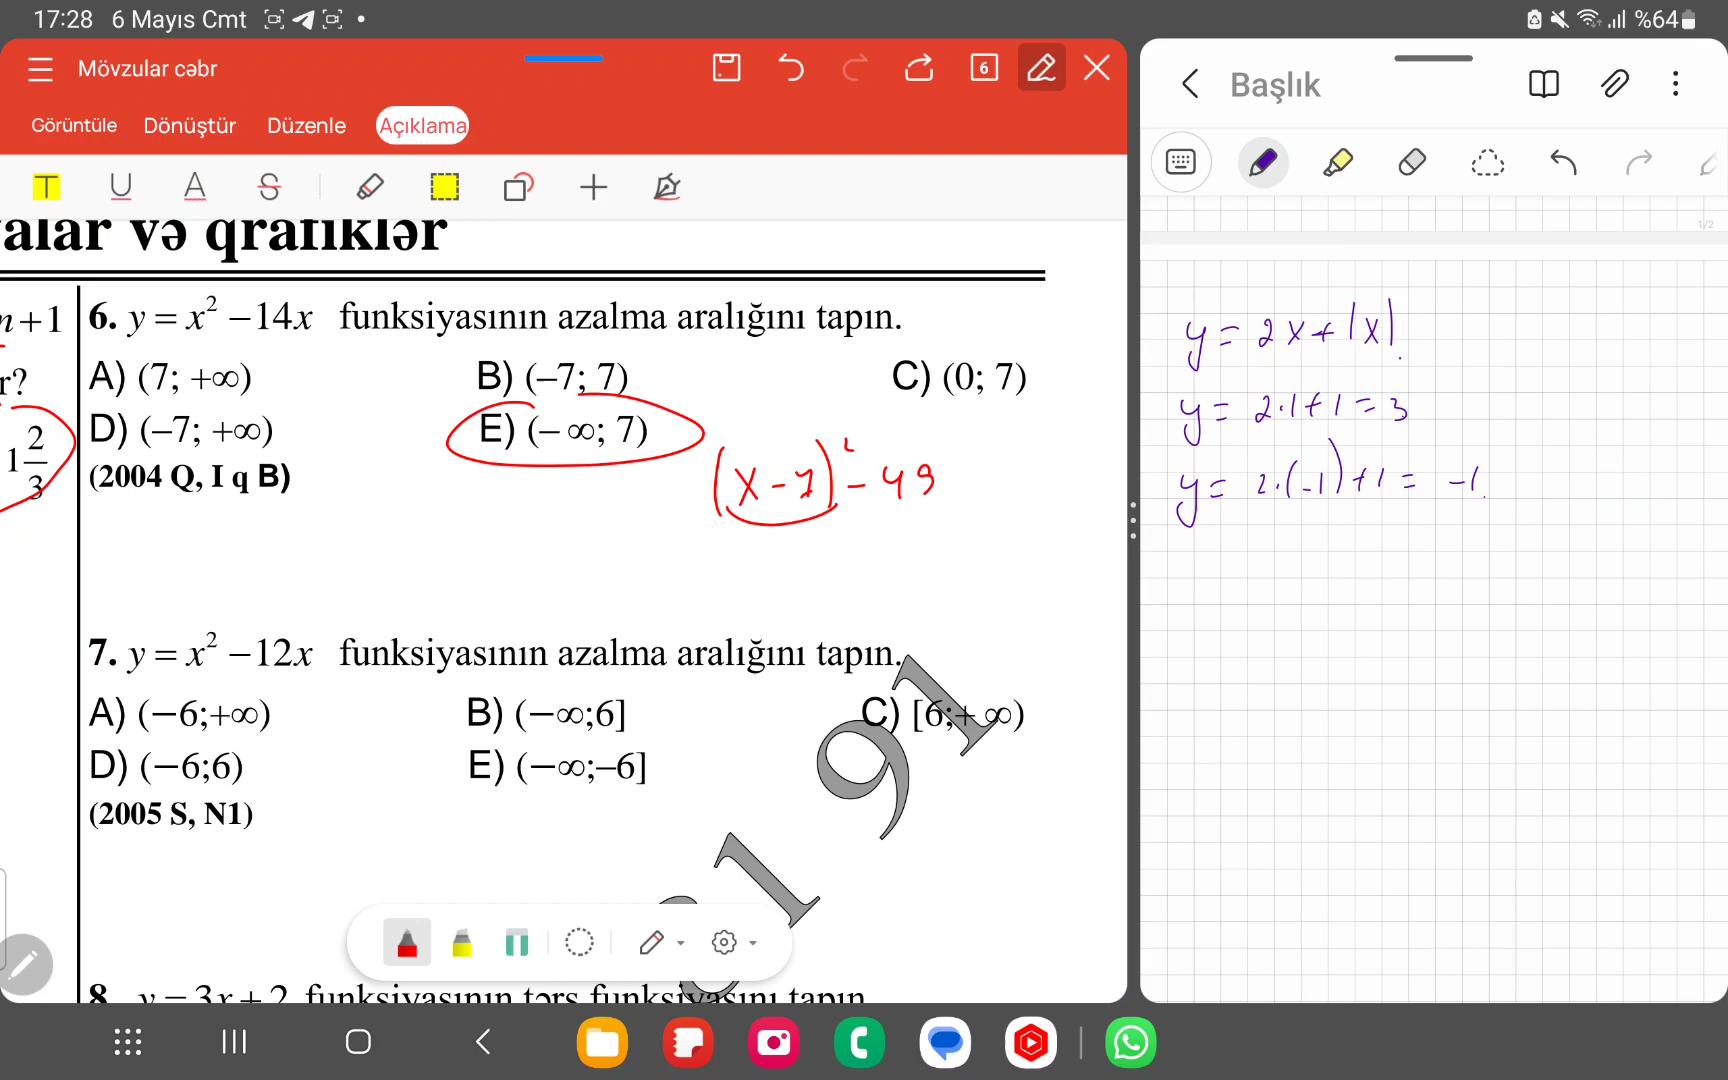 17:28 6 Mayıs Cmt %64
Mövzular cəbr 6
Görüntüle Dönüştür Düzenle Açıklama
T U A S
alar və qrafiklər
n+1
r?
1 2/3
6. y = x² −14x funksiyasının azalma aralığını tapın.
A) (7; +∞) B) (–7; 7) C) (0; 7)
D) (–7; +∞) E) (– ∞; 7)
(2004 Q, I q B)
(x-7)² - 49
7. y = x² −12x funksiyasının azalma aralığını tapın.
A) (−6;+∞) B) (−∞;6] C) [6;+ ∞)
D) (−6;6) E) (−∞;–6]
(2005 S, N1)
91
8. y = 3x + 2 funksiyasının tərs funksiyasını tapın
Başlık
1/2
y = 2x+|x|.
y = 2·1+1=3
y = 2·(-1)+1 = -1.